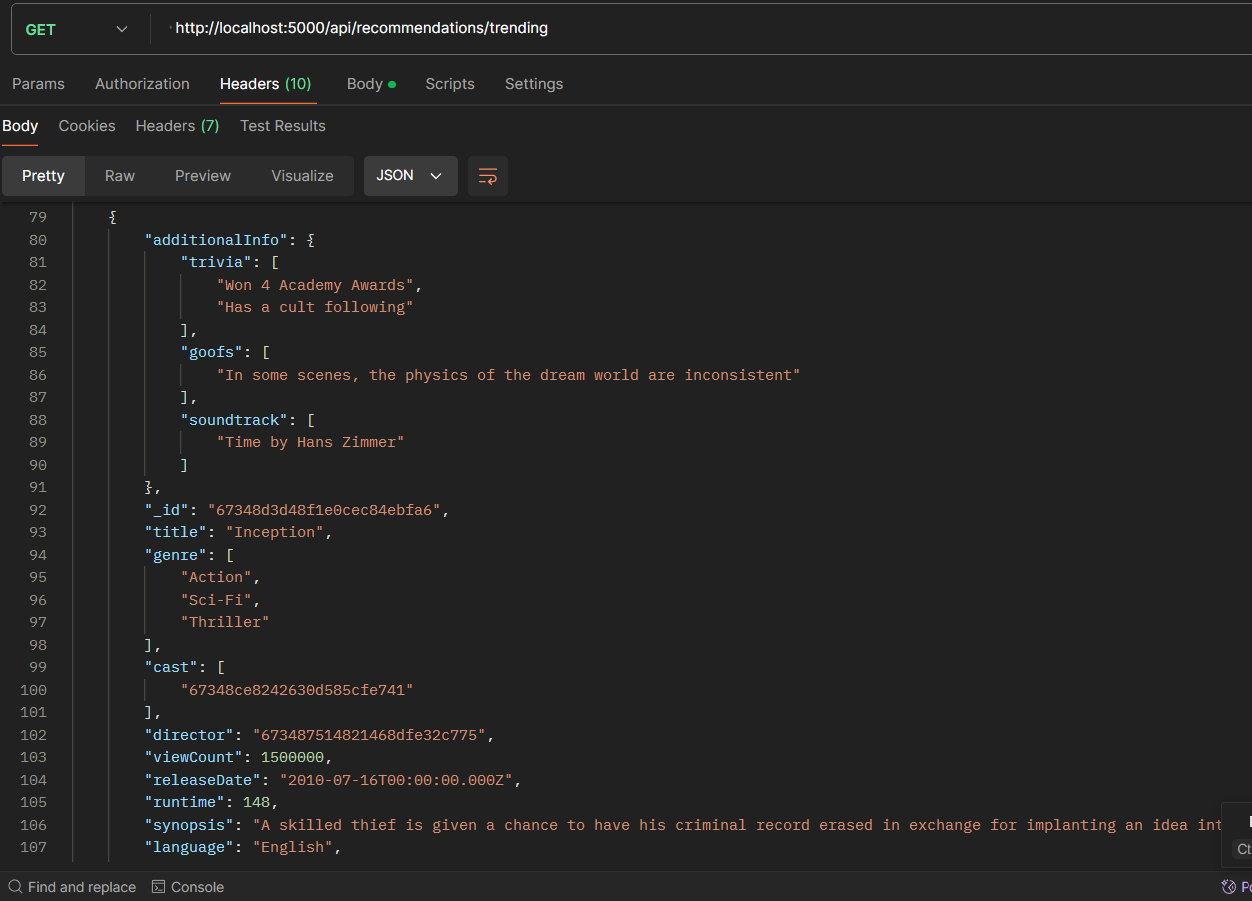 GET http://localhost:5000/api/recommendations/trending
Params Authorization Headers (10) Body Scripts Settings
Body Cookies Headers (7) Test Results
Pretty Raw Preview Visualize JSON
79 {
80 "additionalInfo": {
81 "trivia": [
82 "Won 4 Academy Awards",
83 "Has a cult following"
84 ],
85 "goofs": [
86 "In some scenes, the physics of the dream world are inconsistent"
87 ],
88 "soundtrack": [
89 "Time by Hans Zimmer"
90 ]
91 },
92 "_id": "67348d3d48f1e0cec84ebfa6",
93 "title": "Inception",
94 "genre": [
95 "Action",
96 "Sci-Fi",
97 "Thriller"
98 ],
99 "cast": [
100 "67348ce8242630d585cfe741"
101 ],
102 "director": "673487514821468dfe32c775",
103 "viewCount": 1500000,
104 "releaseDate": "2010-07-16T00:00:00.000Z",
105 "runtime": 148,
106 "synopsis": "A skilled thief is given a chance to have his criminal record erased in exchange for implanting an idea int
107 "language": "English",
Ct
Find and replace Console Po